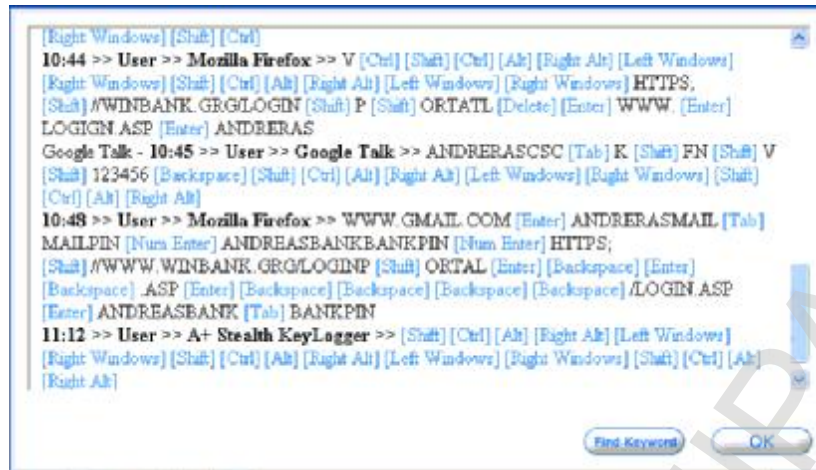 [Right Windows] [Shift] [Ctrl]
10:44 >> User >> Mozilla Firefox >> V [Ctrl] [Shift] [Ctrl] [Alt] [Right Alt] [Left Windows]
[Right Windows] [Shift] [Ctrl] [Alt] [Right Alt] [Left Windows] [Right Windows] HTTPS;
[Shift] //WINBANK.GRG/LOGIN [Shift] P [Shift] ORTATL [Delete] [Enter] WWW. [Enter]
LOGIGN.ASP [Enter] ANDRERAS
Google Talk - 10:45 >> User >> Google Talk >> ANDRERASCSC [Tab] K [Shift] FN [Shift] V
[Shift] 123456 [Backspace] [Shift] [Ctrl] [Alt] [Right Alt] [Left Windows] [Right Windows] [Shift]
[Ctrl] [Alt] [Right Alt]
10:48 >> User >> Mozilla Firefox >> WWW.GMAIL.COM [Enter] ANDRERASMAIL [Tab]
MAILPIN [Num Enter] ANDREASBANKBANKPIN [Num Enter] HTTPS;
[Shift] //WWW.WINBANK.GRG/LOGINP [Shift] ORTAL [Enter] [Backspace] [Enter]
[Backspace] .ASP [Enter] [Backspace] [Backspace] [Backspace] [Backspace] /LOGIN.ASP
[Enter] ANDREASBANK [Tab] BANKPIN
11:12 >> User >> A+ Stealth KeyLogger >> [Shift] [Ctrl] [Alt] [Right Alt] [Left Windows]
[Right Windows] [Shift] [Ctrl] [Alt] [Right Alt] [Left Windows] [Right Windows] [Shift] [Ctrl] [Alt]
[Right Alt]
Find Keyword OK